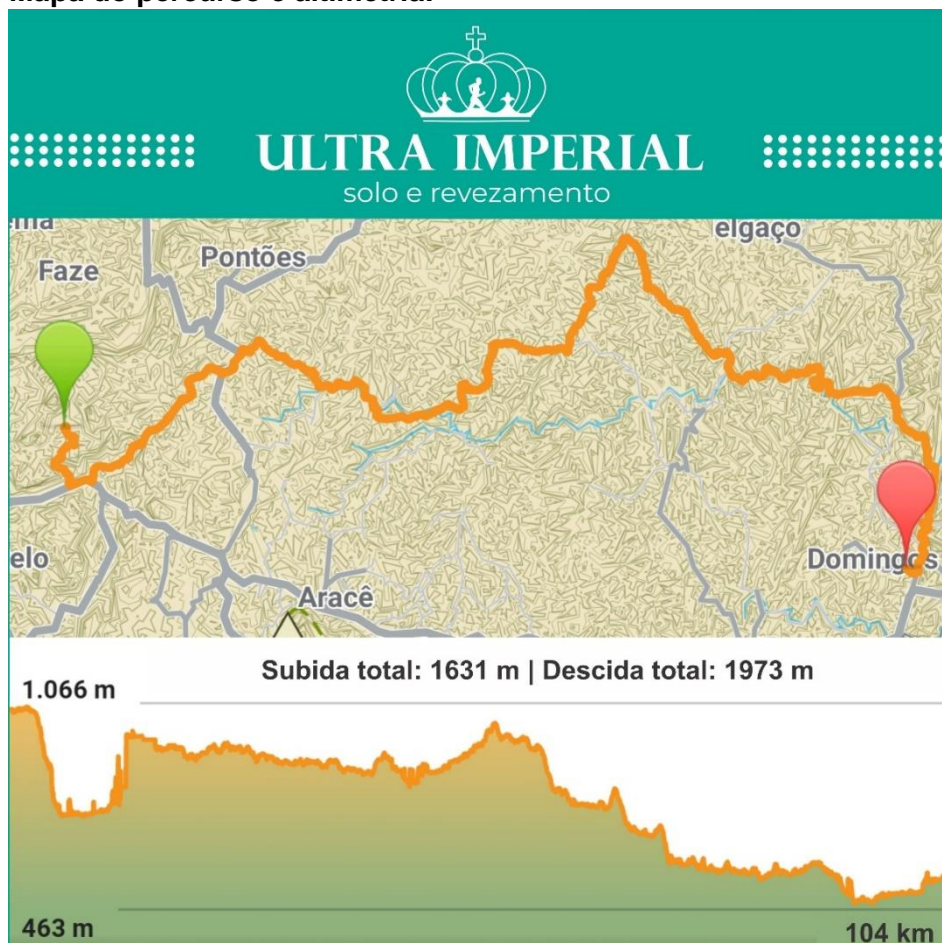 Mapa do percurso e altimetria:
ULTRA IMPERIAL
solo e revezamento
ema
elgaço
Pontões
Faze
elo
Domingos
Aracê
Subida total: 1631 m | Descida total: 1973 m
1.066 m
463 m
104 km